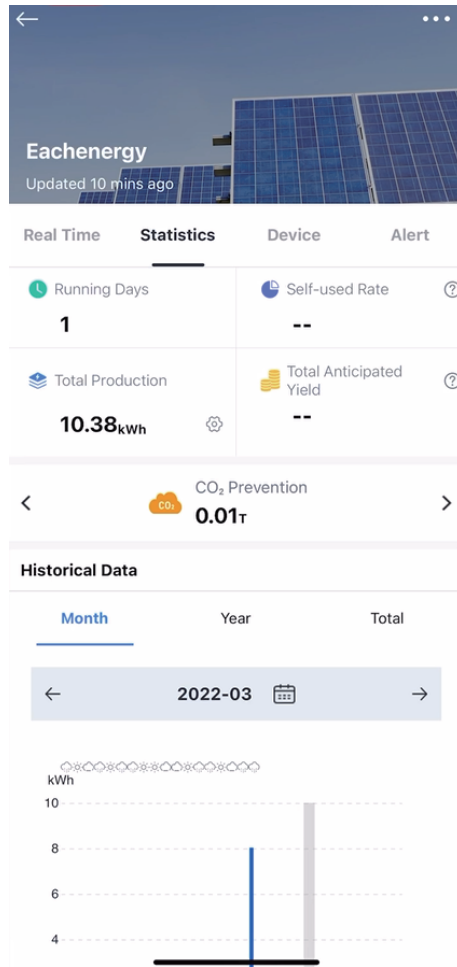 Eachenergy
Updated 10 mins ago
Real Time Statistics Device Alert
Running Days
1
Self-used Rate
--
Total Production
10.38kWh
Total Anticipated
Yield
--
CO₂
CO₂ Prevention
0.01T
Historical Data
Month Year Total
2022-03
kWh
10
8
6
4